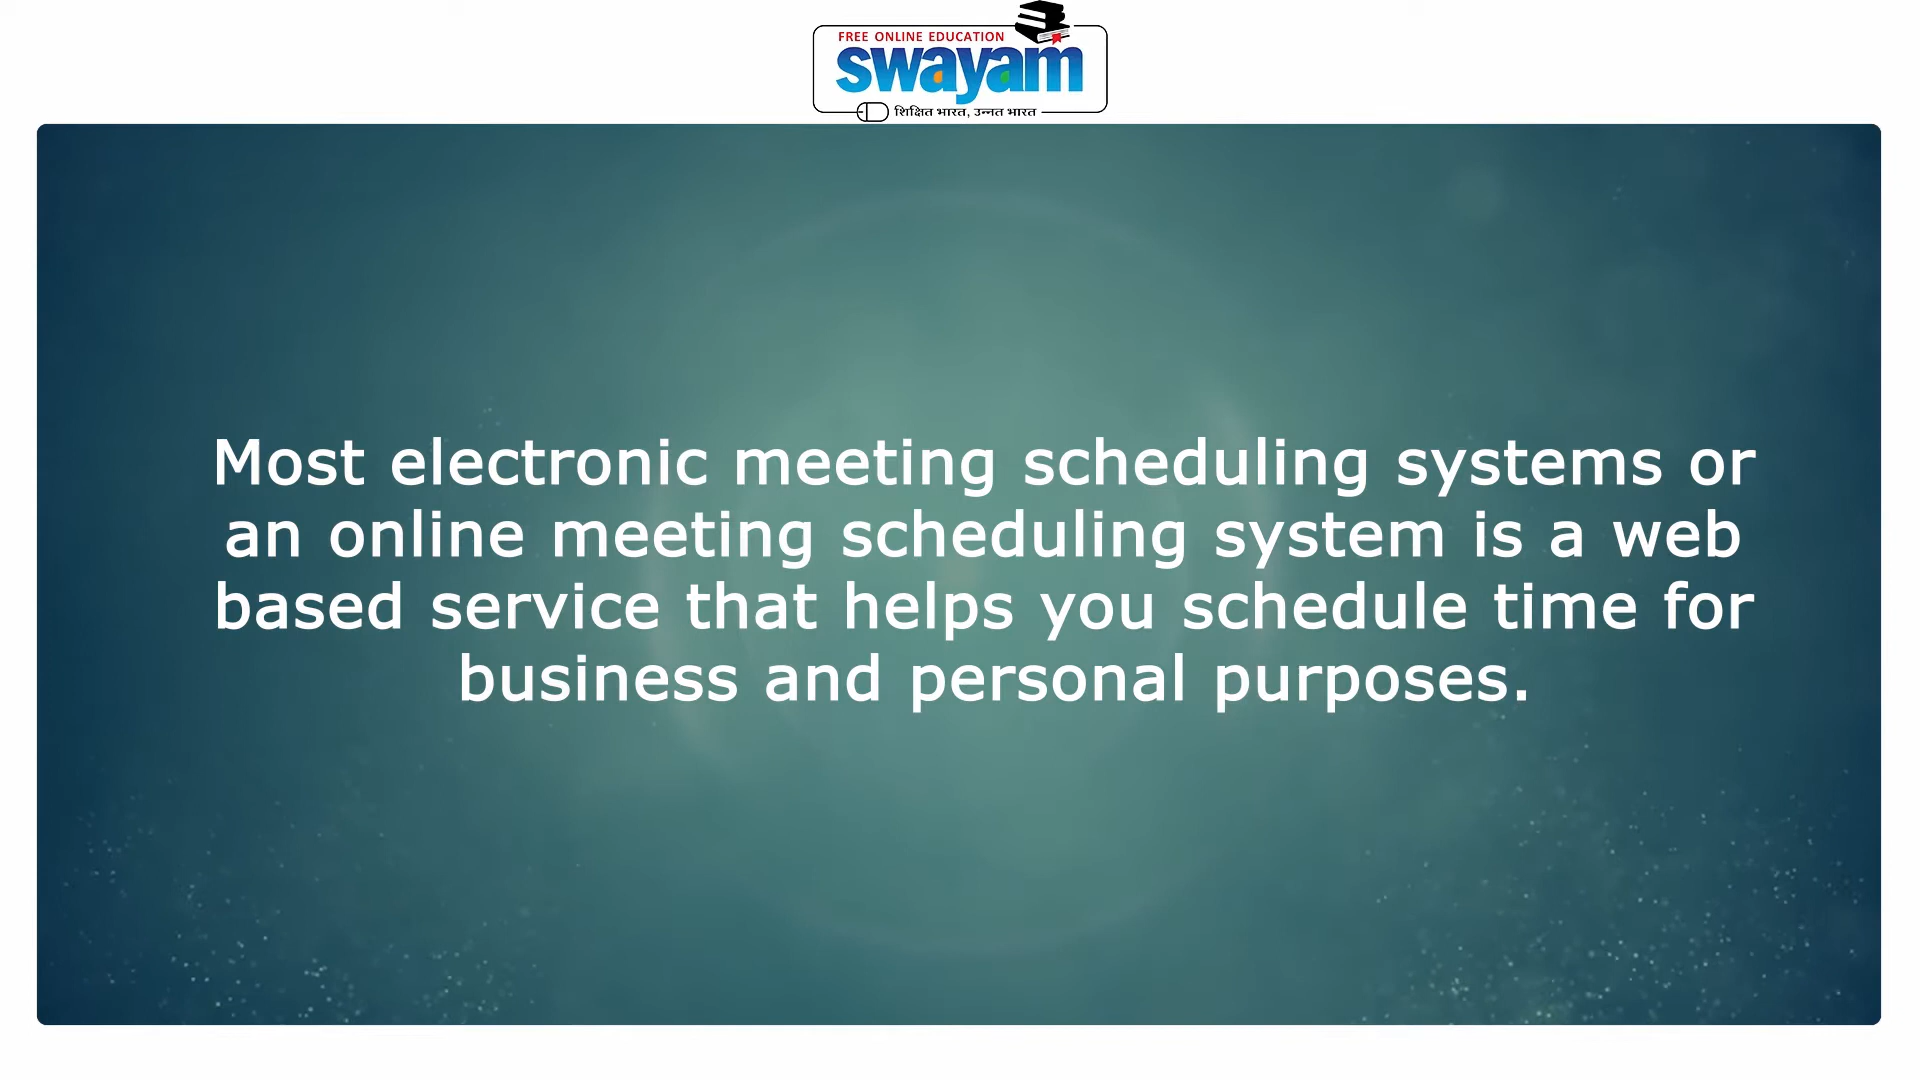 FREE ONLINE EDUCATION
swayam
शिक्षित भारत, उन्नत भारत
Most electronic meeting scheduling systems or
an online meeting scheduling system is a web
based service that helps you schedule time for
business and personal purposes.